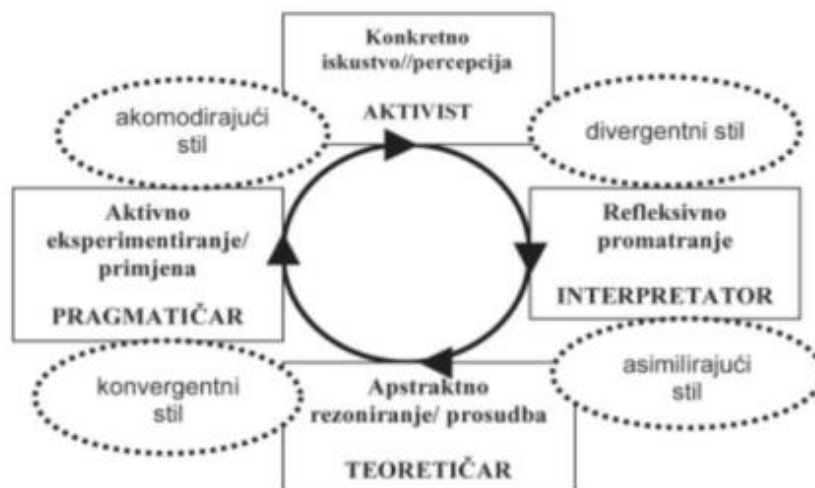 Konkretno
iskustvo//percepcija
AKTIVIST
akomodirajući
stil
divergentni stil
Aktivno
eksperimentiranje/
primjena
PRAGMATIČAR
Refleksivno
promatranje
INTERPRETATOR
konvergentni
stil
Apstraktno
rezoniranje/ prosudba
TEORETIČAR
asimilirajući
stil